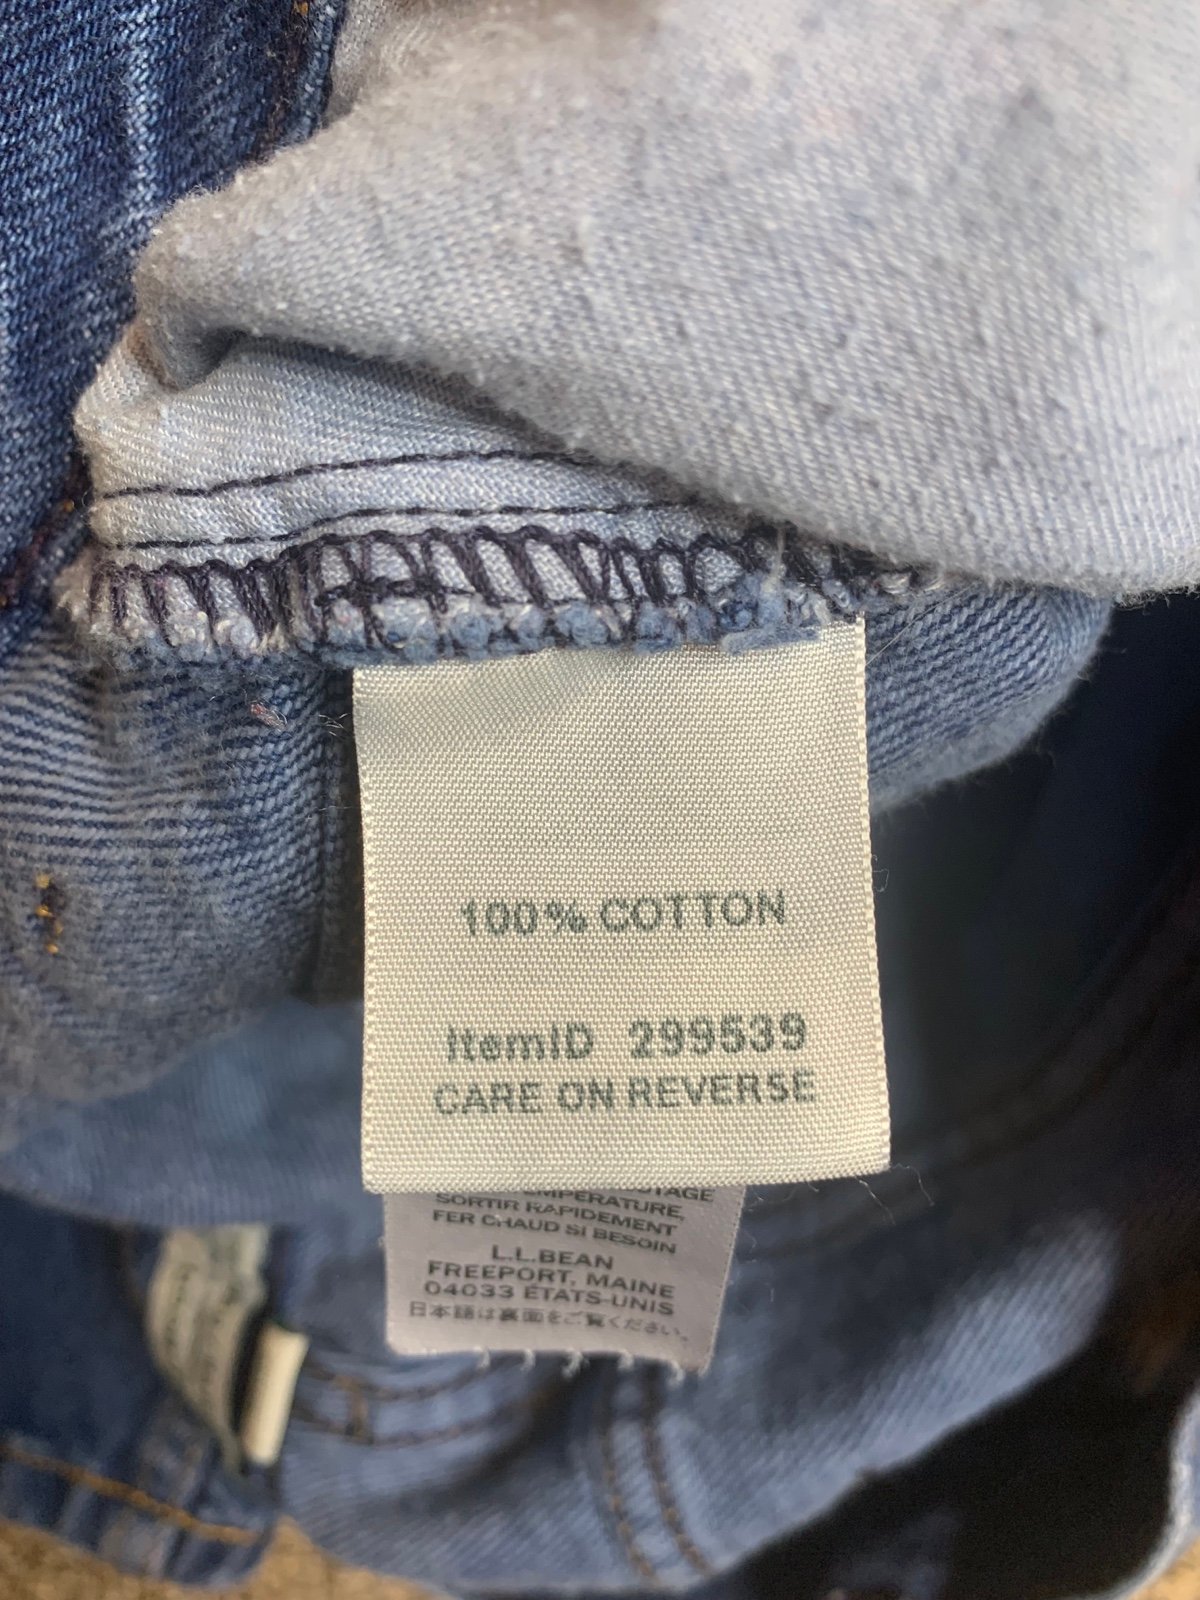 100% COTTON
ItemID 299539
CARE ON REVERSE
TEMPÉRATURE,
SORTIR RAPIDEMENT
FER CHAUD SI BESOIN
L.L.BEAN
FREEPORT, MAINE
04033 ÉTATS-UNIS
日本語は裏面をご覧ください。